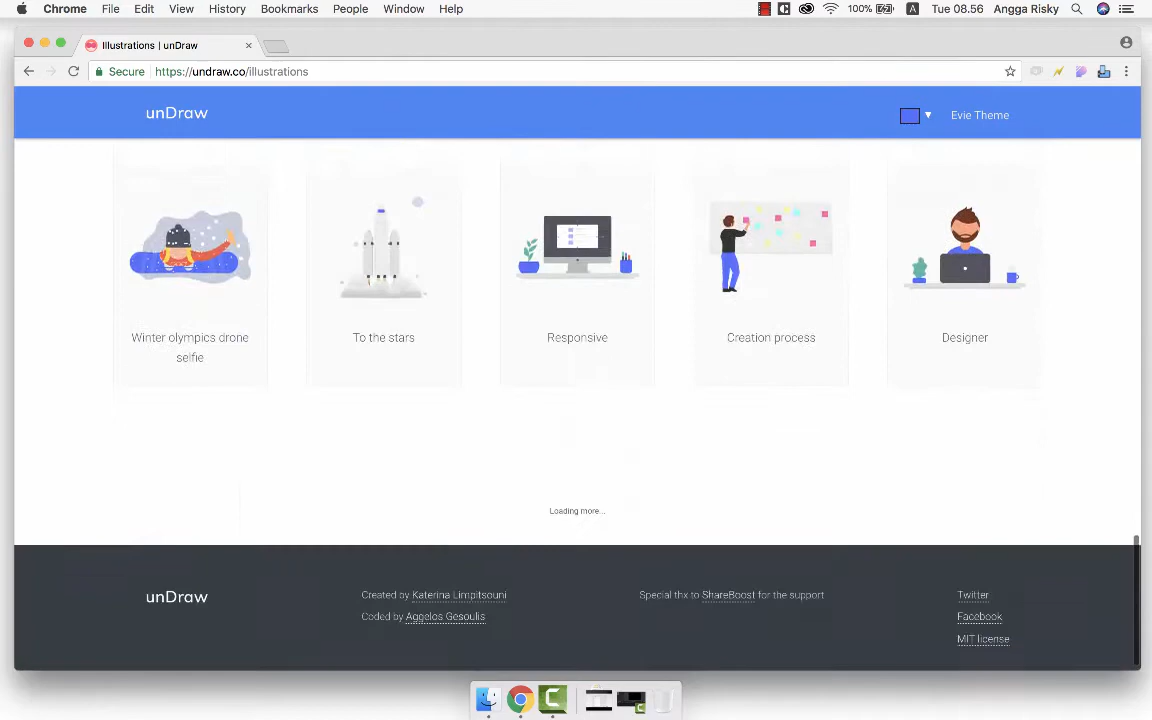 Chrome File Edit View History Bookmarks People Window Help 100% A Tue 08.56 Angga Risky
Illustrations | unDraw
Secure https://undraw.co/illustrations
unDraw Evie Theme
Winter olympics drone
selfie
To the stars
Responsive
Creation process
Designer
Loading more...
unDraw
Created by Katerina Limpitsouni
Coded by Aggelos Gesoulis
Special thx to ShareBoost for the support
Twitter
Facebook
MIT license